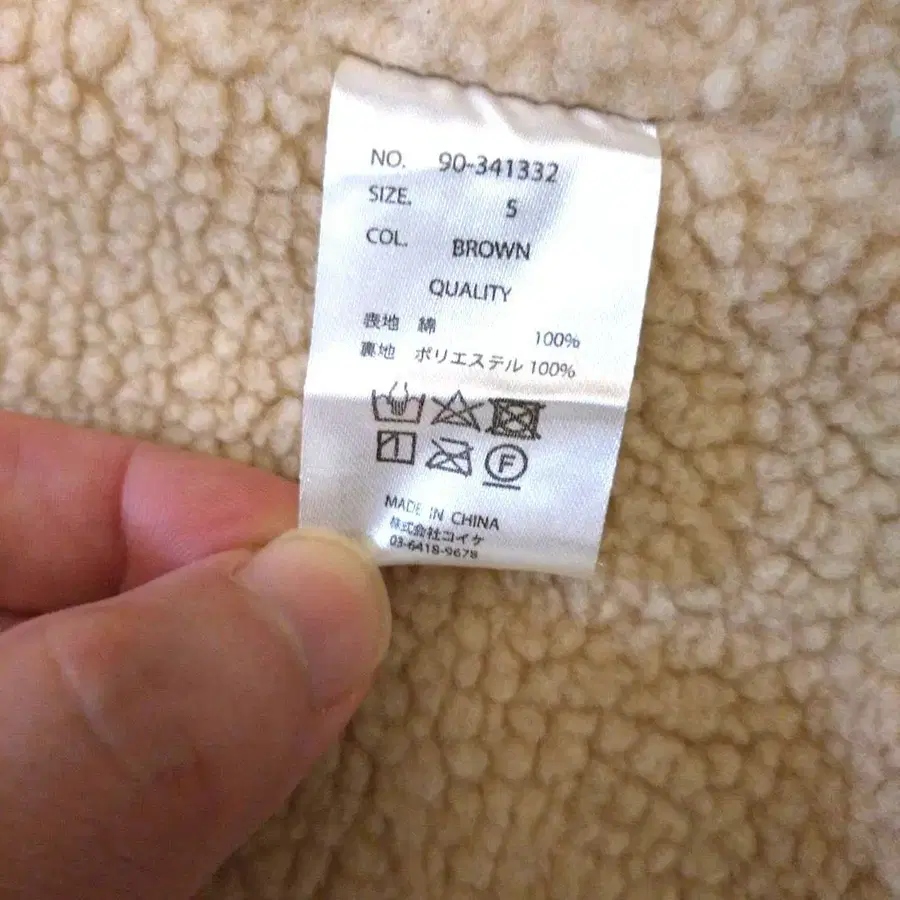 NO. 90-341332
SIZE. S
COL. BROWN
QUALITY
表地 綿 100%
裏地 ポリエステル 100%
F
MADE IN CHINA
株式会社コイケ
03-6418-9678